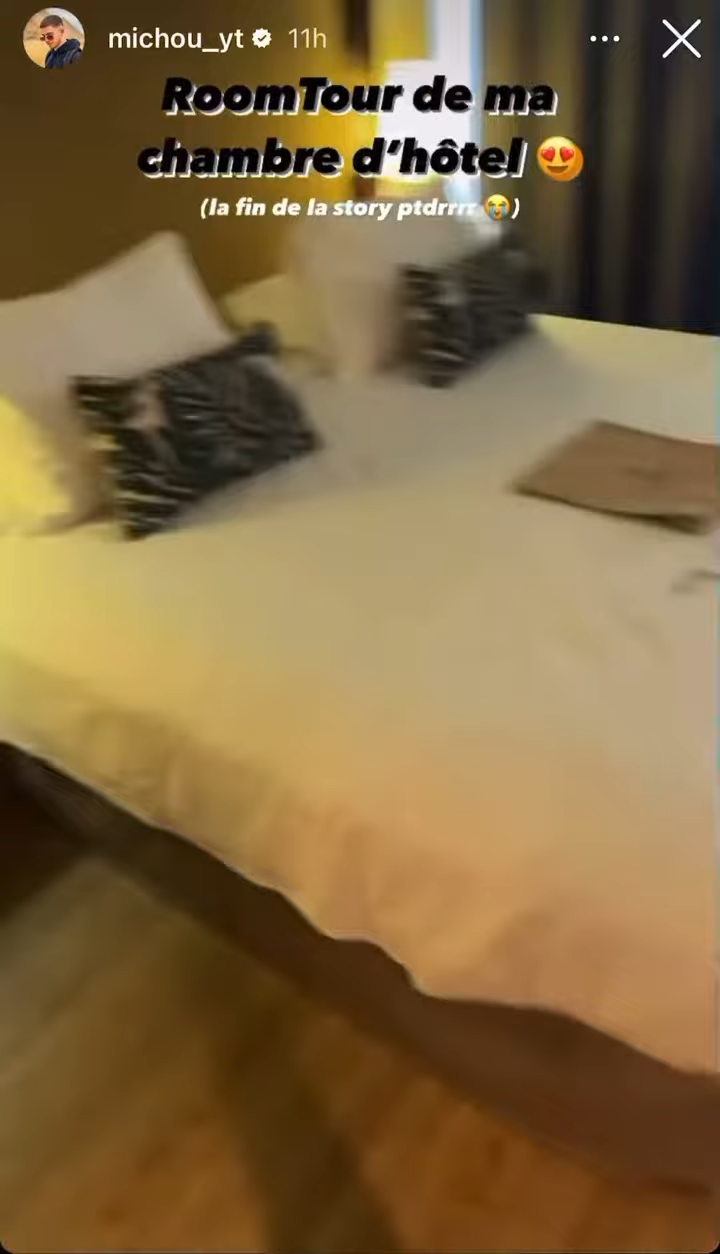 michou_yt 11h
RoomTour de ma
chambre d'hôtel 😍
(la fin de la story ptdrrrr 😭)